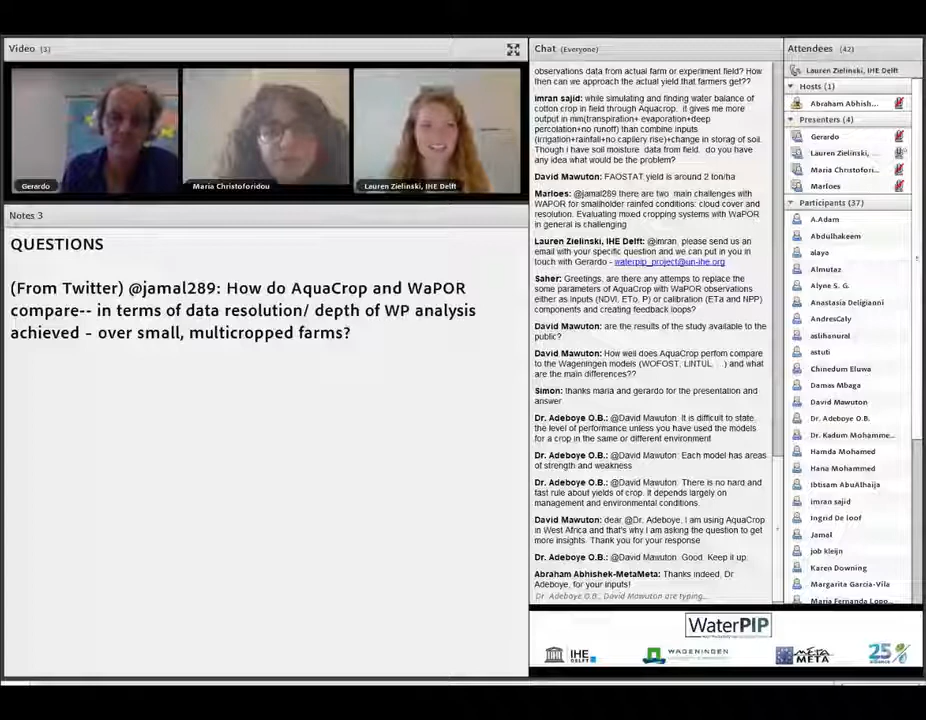 Video (3)
Gerardo
Maria Christoforidou
Lauren Zielinski, IHE Delft
Notes 3
QUESTIONS
(From Twitter) @jamal289: How do AquaCrop and WaPOR
compare-- in terms of data resolution/ depth of WP analysis
achieved - over small, multicropped farms?
Chat (Everyone)
observations data from actual farm or experiment field? How
then can we approach the actual yield that farmers get??
imran sajid: while simulating and finding water balance of
cotton crop in field through Aquacrop, it gives me more
output in mm(transpiration+ evaporation+deep
percolation+no runoff) than combine inputs
(irrigation+rainfall+no capilery rise)+change in storag of soil.
Though I have soil moisture data from field. do you have
any idea what would be the problem?
David Mawuton: FAOSTAT yield is around 2 ton/ha
Marloes: @jamal289 there are two main challenges with
WAPOR for smallholder rainfed conditions: cloud cover and
resolution. Evaluating mixed cropping systems with WaPOR
in general is challenging
Lauren Zielinski, IHE Delft: @imran, please send us an
email with your specific question and we can put in you in
touch with Gerardo - waterpip_project@un-ihe.org
Saher: Greetings, are there any attempts to replace the
some parameters of AquaCrop with WaPOR observations
either as inputs (NDVI, ETo, P) or calibration (ETa and NPP)
components and creating feedback loops?
David Mawuton: are the results of the study available to the
public?
David Mawuton: How well does AquaCrop perfom compare
to the Wageningen models (WOFOST, LINTUL, ...) and what
are the main differences??
Simon: thanks maria and gerardo for the presentation and
answer
Dr. Adeboye O.B.: @David Mawuton: It is difficult to state
the level of performance unless you have used the models
for a crop in the same or different environment
Dr. Adeboye O.B.: @David Mawuton: Each model has areas
of strength and weakness
Dr. Adeboye O.B.: @David Mawuton: There is no hard and
fast rule about yields of crop. It depends largely on
management and environmental conditions.
David Mawuton: dear @Dr. Adeboye, I am using AquaCrop
in West Africa and that's why I am asking the question to get
more insights. Thank you for your response
Dr. Adeboye O.B.: @David Mawuton: Good. Keep it up.
Abraham Abhishek-MetaMeta: Thanks indeed, Dr
Adeboye, for your inputs!
Dr. Adeboye O.B., David Mawuton are typing...
Attendees (42)
Lauren Zielinski, IHE Delft
Hosts (1)
Abraham Abhish...
Presenters (4)
Gerardo
Lauren Zielinski, ...
Maria Christofori...
Marloes
Participants (37)
A.Adam
Abdulhakeem
alaya
Almutaz
Alyne S. G.
Anastasia Deligianni
AndresCaly
aslihanural
astuti
Chinedum Eluwa
Damas Mbaga
David Mawuton
Dr. Adeboye O.B.
Dr. Kadum Mohamme...
Hamda Mohamed
Hana Mohammed
Ibtisam AbuAlhaija
imran sajid
Ingrid De loof
Jamal
job kleijn
Karen Downing
Margarita Garcia-Vila
Maria Fernanda Lopo...
WaterPIP
IHE
DELFT
WAGENINGEN
META
META
25